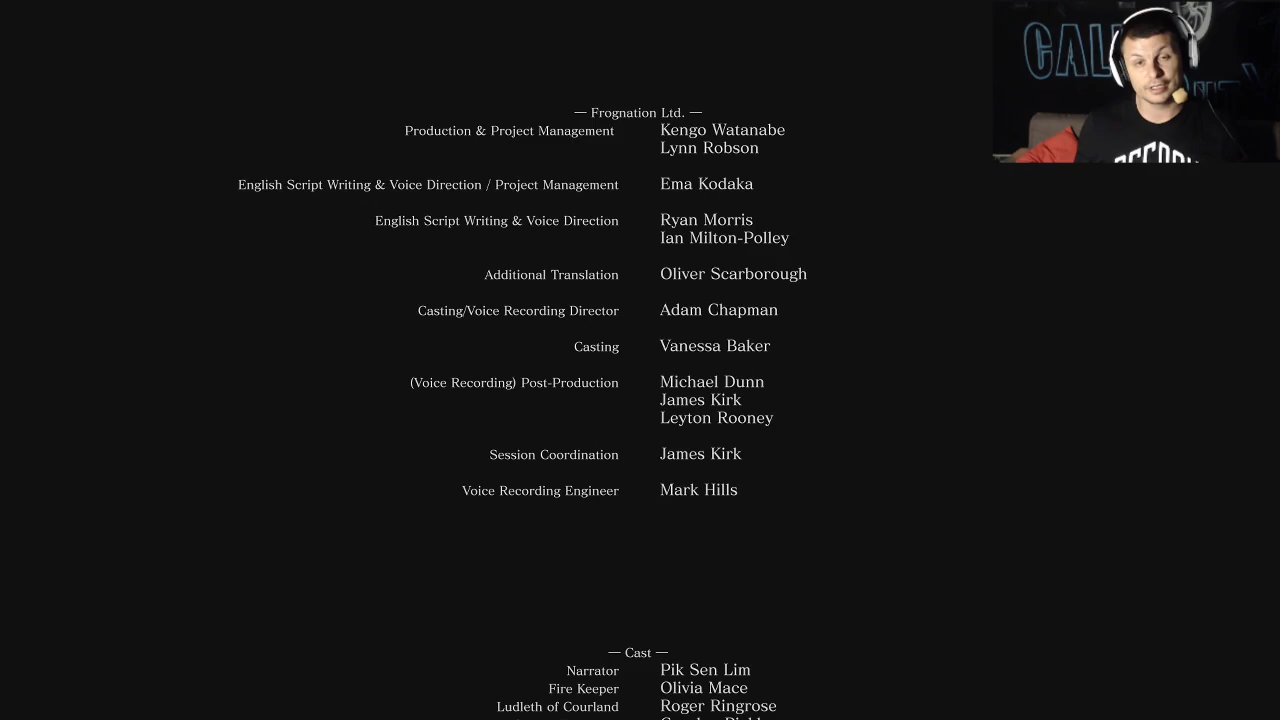 — Frognation Ltd. —
Production & Project Management Kengo Watanabe
Lynn Robson
English Script Writing & Voice Direction / Project Management Ema Kodaka
English Script Writing & Voice Direction Ryan Morris
Ian Milton-Polley
Additional Translation Oliver Scarborough
Casting/Voice Recording Director Adam Chapman
Casting Vanessa Baker
(Voice Recording) Post-Production Michael Dunn
James Kirk
Leyton Rooney
Session Coordination James Kirk
Voice Recording Engineer Mark Hills
— Cast —
Narrator Pik Sen Lim
Fire Keeper Olivia Mace
Ludleth of Courland Roger Ringrose
CAL